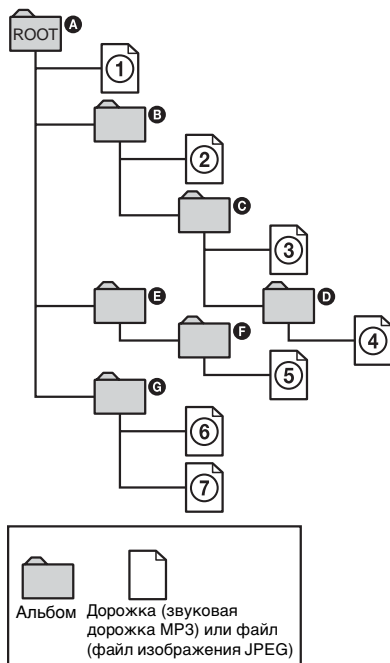 ROOT A
1
B
2
C
3
E
D
F
4
5
G
6
7
Альбом
Дорожка (звуковая
дорожка MP3) или файл
(файл изображения JPEG)